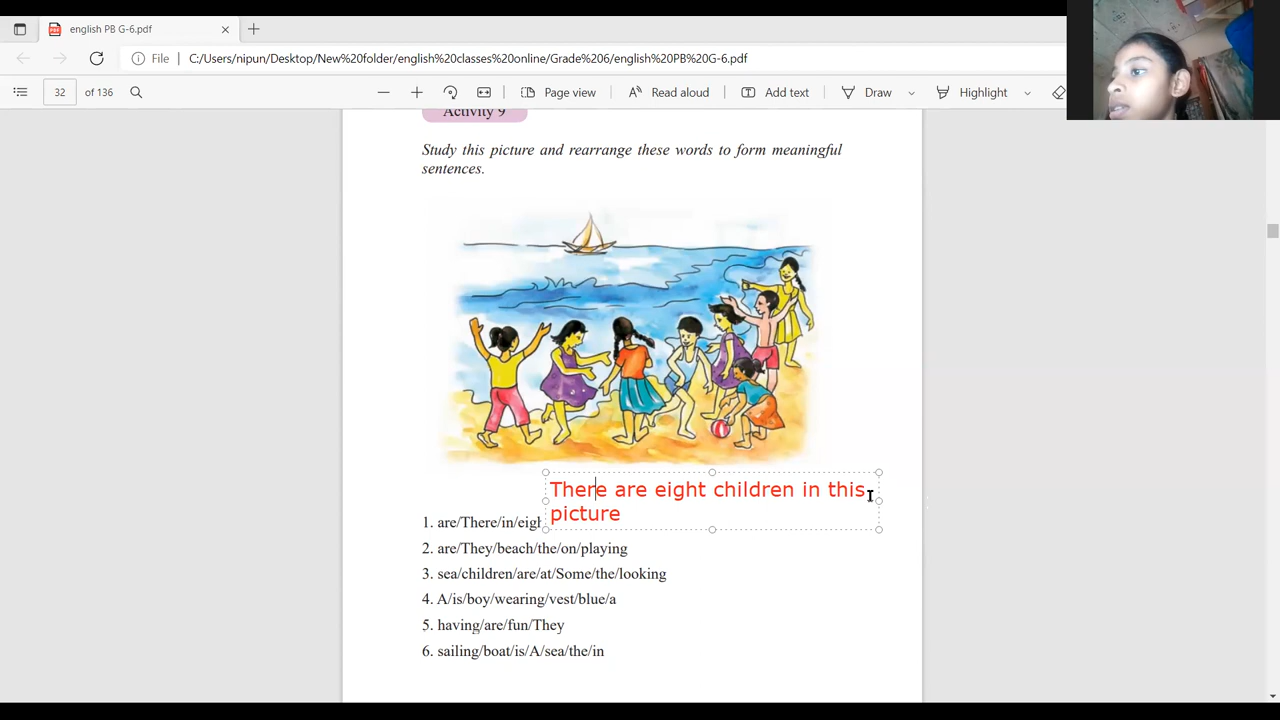 english PB G-6.pdf
File C:/Users/nipun/Desktop/New%20folder/english%20classes%20online/Grade%206/english%20PB%20G-6.pdf
32 of 136 Page view Read aloud Add text Draw Highlight
Activity 9
Study this picture and rearrange these words to form meaningful
sentences.
There are eight children in this
picture
1. are/There/in/eigh
2. are/They/beach/the/on/playing
3. sea/children/are/at/Some/the/looking
4. A/is/boy/wearing/vest/blue/a
5. having/are/fun/They
6. sailing/boat/is/A/sea/the/in